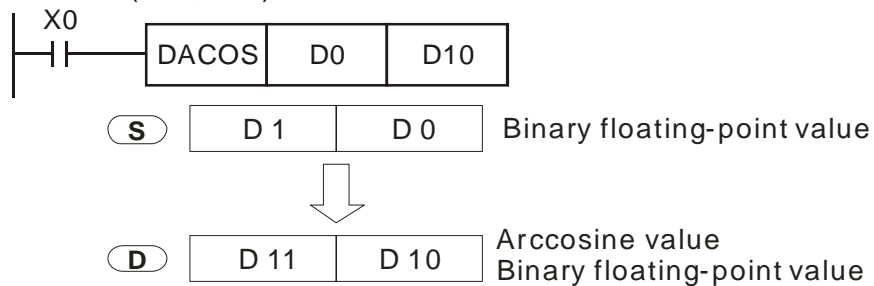 X0
DACOS D0 D10
S D 1 D 0 Binary floating-point value
D D 11 D 10 Arccosine value
Binary floating-point value